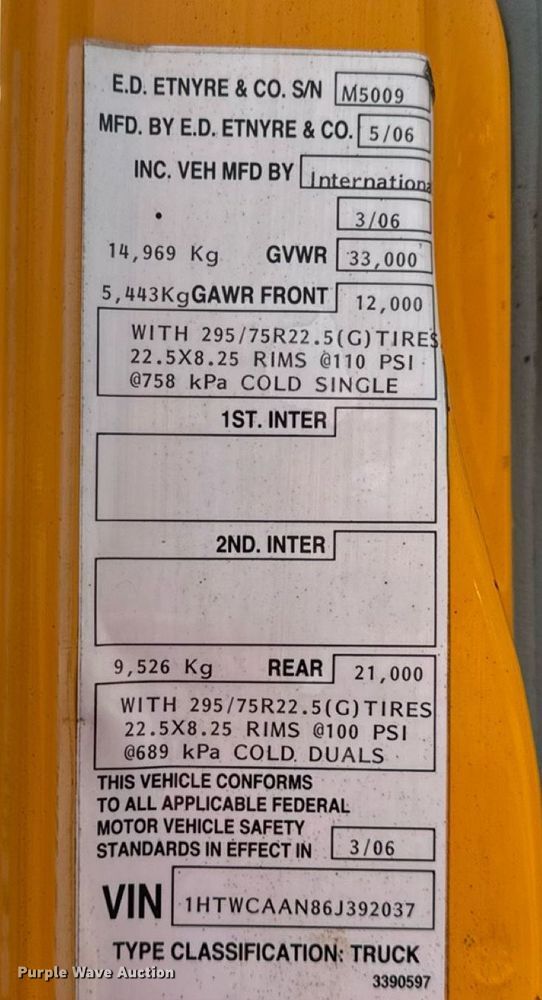 E.D. ETNYRE & CO. S/N M5009
MFD. BY E.D. ETNYRE & CO. 5/06
INC. VEH MFD BY Internationa
3/06
14,969 Kg GVWR 33,000
5,443Kg GAWR FRONT 12,000
WITH 295/75R22.5(G)TIRES
22.5X8.25 RIMS @110 PSI
@758 kPa COLD SINGLE
1ST. INTER
2ND. INTER
9,526 Kg REAR 21,000
WITH 295/75R22.5(G)TIRES
22.5X8.25 RIMS @100 PSI
@689 kPa COLD. DUALS
THIS VEHICLE CONFORMS
TO ALL APPLICABLE FEDERAL
MOTOR VEHICLE SAFETY
STANDARDS IN EFFECT IN 3/06
VIN 1HTWCAAN86J392037
TYPE CLASSIFICATION: TRUCK
Purple Wave Auction
3390597